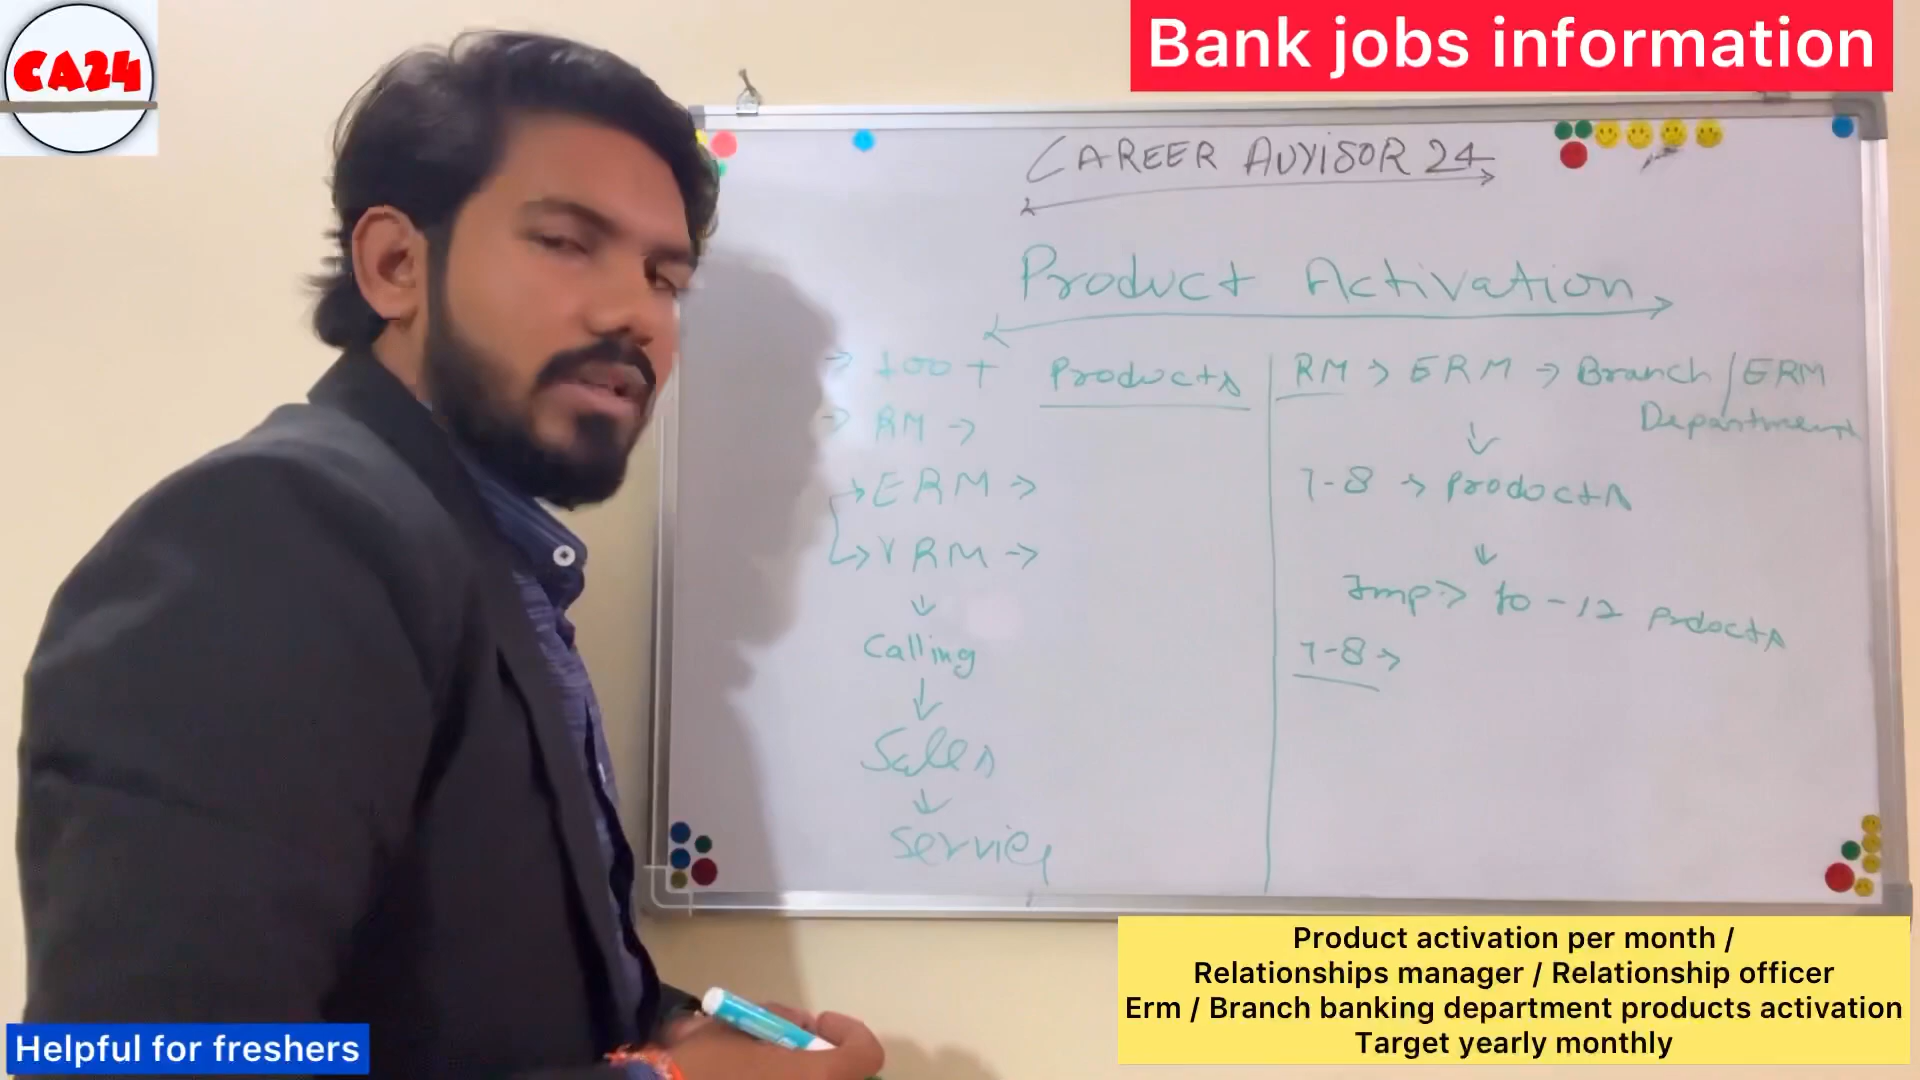 CA24
Bank jobs information
CAREER ADVISOR 24
Product Activation
→ 100 + Products
→ RM →
→ ERM →
→ VRM →
↓
Calling
↓
Sales
↓
Service
RM → ERM → Branch / ERM
Department
↓
7-8 → Products
↓
Imp:→ 10-12 Prdocts
7-8 →
Product activation per month /
Relationships manager / Relationship officer
Erm / Branch banking department products activation
Target yearly monthly
Helpful for freshers